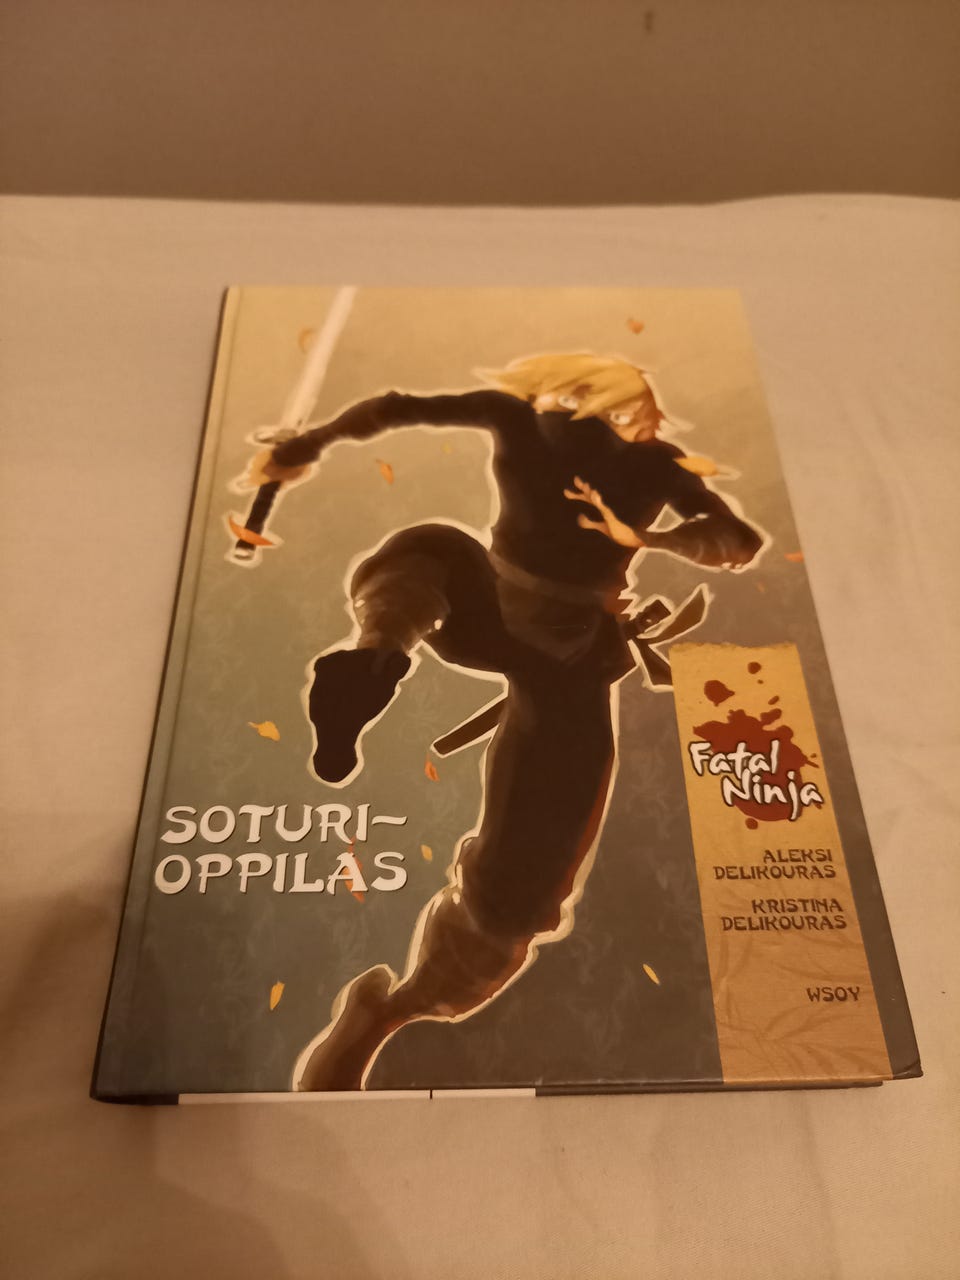 SOTURI-
OPPILAS
Fatal
Ninja
ALEKSI
DELIKOURAS
KRISTINA
DELIKOURAS
WSOY